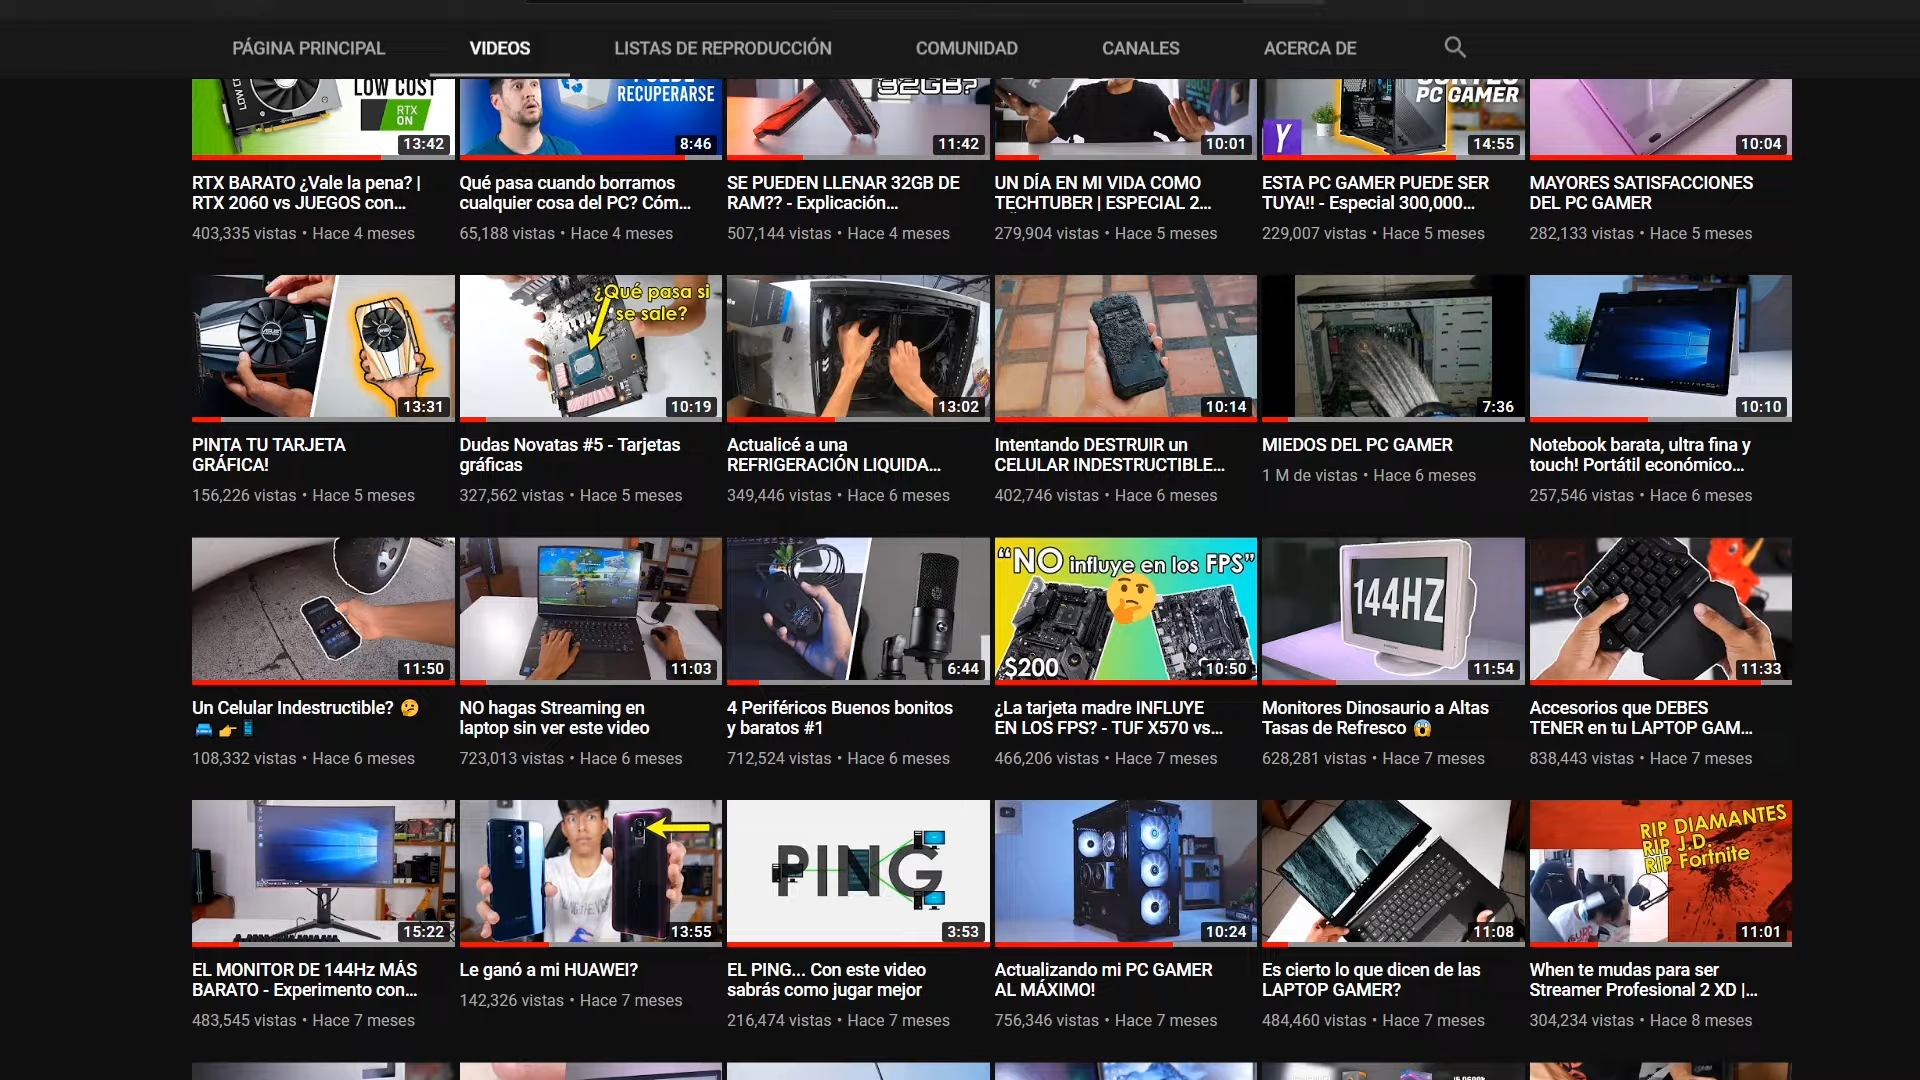 PÁGINA PRINCIPAL VIDEOS LISTAS DE REPRODUCCIÓN COMUNIDAD CANALES ACERCA DE
LOW COST
RTX
ON
13:42
RECUPERARSE
8:46
32GB?
11:42
10:01
PC GAMER
14:55
10:04
RTX BARATO ¿Vale la pena? |
RTX 2060 vs JUEGOS con...
403,335 vistas • Hace 4 meses
Qué pasa cuando borramos
cualquier cosa del PC? Cóm...
65,188 vistas • Hace 4 meses
SE PUEDEN LLENAR 32GB DE
RAM?? - Explicación...
507,144 vistas • Hace 4 meses
UN DÍA EN MI VIDA COMO
TECHTUBER | ESPECIAL 2...
279,904 vistas • Hace 5 meses
ESTA PC GAMER PUEDE SER
TUYA!! - Especial 300,000...
229,007 vistas • Hace 5 meses
MAYORES SATISFACCIONES
DEL PC GAMER
282,133 vistas • Hace 5 meses
13:31
¿Qué pasa si
se sale?
10:19
13:02
10:14
7:36
10:10
PINTA TU TARJETA
GRÁFICA!
156,226 vistas • Hace 5 meses
Dudas Novatas #5 - Tarjetas
gráficas
327,562 vistas • Hace 5 meses
Actualicé a una
REFRIGERACIÓN LIQUIDA...
349,446 vistas • Hace 6 meses
Intentando DESTRUIR un
CELULAR INDESTRUCTIBLE...
402,746 vistas • Hace 6 meses
MIEDOS DEL PC GAMER
1 M de vistas • Hace 6 meses
Notebook barata, ultra fina y
touch! Portátil económico...
257,546 vistas • Hace 6 meses
11:50
11:03
6:44
“NO influye en los FPS”
$200
10:50
144HZ
11:54
11:33
Un Celular Indestructible? 🤔
🚘 👉 📱
108,332 vistas • Hace 6 meses
NO hagas Streaming en
laptop sin ver este video
723,013 vistas • Hace 6 meses
4 Periféricos Buenos bonitos
y baratos #1
712,524 vistas • Hace 6 meses
¿La tarjeta madre INFLUYE
EN LOS FPS? - TUF X570 vs...
466,206 vistas • Hace 7 meses
Monitores Dinosaurio a Altas
Tasas de Refresco 😱
628,281 vistas • Hace 7 meses
Accesorios que DEBES
TENER en tu LAPTOP GAM...
838,443 vistas • Hace 7 meses
15:22
13:55
PING
3:53
10:24
11:08
RIP DIAMANTES
RIP J.D.
RIP Fortnite
11:01
EL MONITOR DE 144Hz MÁS
BARATO - Experimento con...
483,545 vistas • Hace 7 meses
Le ganó a mi HUAWEI?
142,326 vistas • Hace 7 meses
EL PING... Con este video
sabrás como jugar mejor
216,474 vistas • Hace 7 meses
Actualizando mi PC GAMER
AL MÁXIMO!
756,346 vistas • Hace 7 meses
Es cierto lo que dicen de las
LAPTOP GAMER?
484,460 vistas • Hace 7 meses
When te mudas para ser
Streamer Profesional 2 XD |...
304,234 vistas • Hace 8 meses